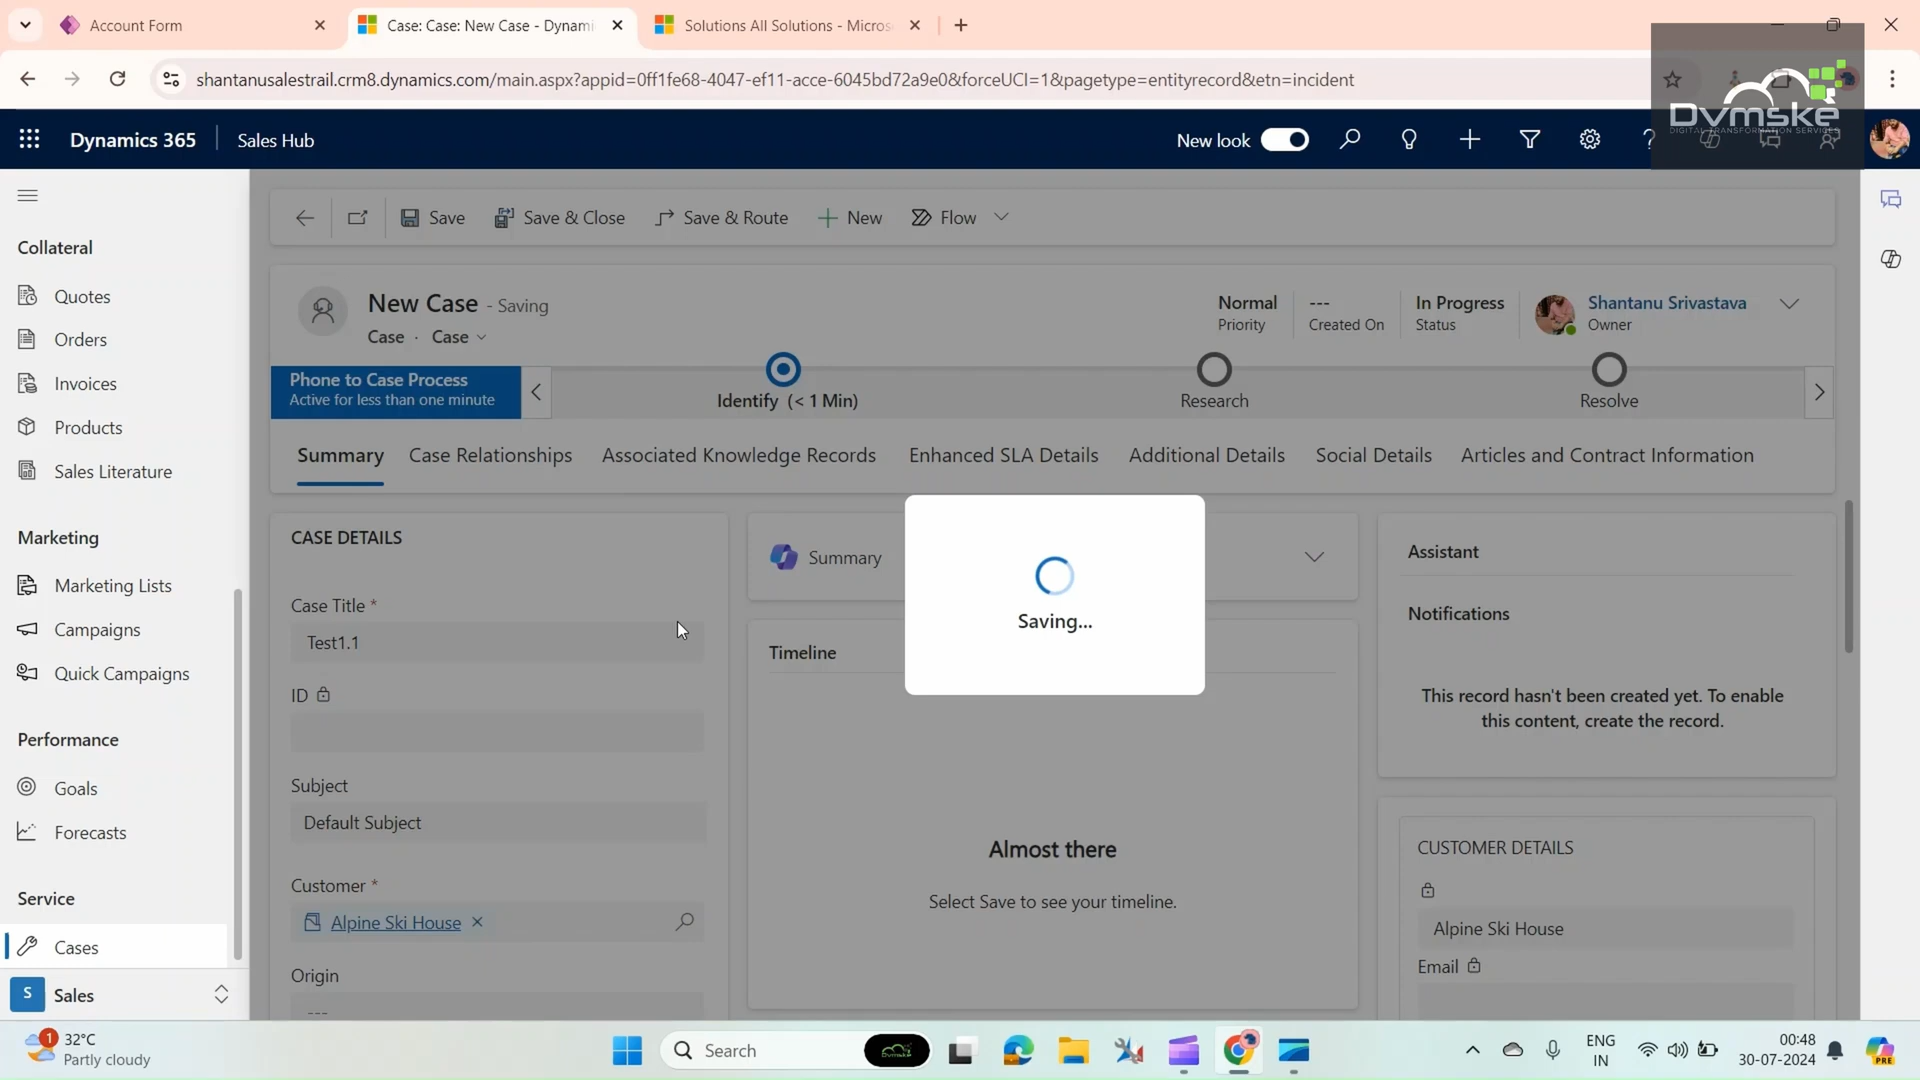 Account Form
Case: Case: New Case - Dynami
Solutions All Solutions - Micros
shantanusalestrail.crm8.dynamics.com/main.aspx?appid=0ff1fe68-4047-ef11-acce-6045bd72a9e0&forceUCI=1&pagetype=entityrecord&etn=incident
Dvmske
DIGITAL TRANSFORMATION SERVICES
Dynamics 365
Sales Hub
New look
Save
Save & Close
Save & Route
New
Flow
Collateral
Quotes
Orders
Invoices
Products
Sales Literature
Marketing
Marketing Lists
Campaigns
Quick Campaigns
Performance
Goals
Forecasts
Service
Cases
S
Sales
New Case - Saving
Case · Case
Normal
Priority
---
Created On
In Progress
Status
Shantanu Srivastava
Owner
Phone to Case Process
Active for less than one minute
Identify (< 1 Min)
Research
Resolve
Summary
Case Relationships
Associated Knowledge Records
Enhanced SLA Details
Additional Details
Social Details
Articles and Contract Information
CASE DETAILS
Case Title *
Test1.1
ID
Subject
Default Subject
Customer *
Alpine Ski House
Origin
---
Summary
Timeline
Saving...
Almost there
Select Save to see your timeline.
Assistant
Notifications
This record hasn't been created yet. To enable
this content, create the record.
CUSTOMER DETAILS
Alpine Ski House
Email
1
32°C
Partly cloudy
Search
Dvmske
ENG
IN
00:48
30-07-2024
PRE